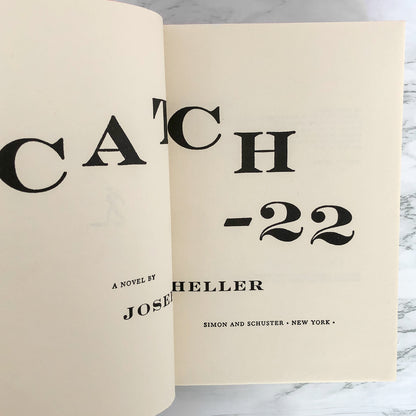 CATCH
-22
A NOVEL BY
JOSE HELLER
SIMON AND SCHUSTER • NEW YORK •